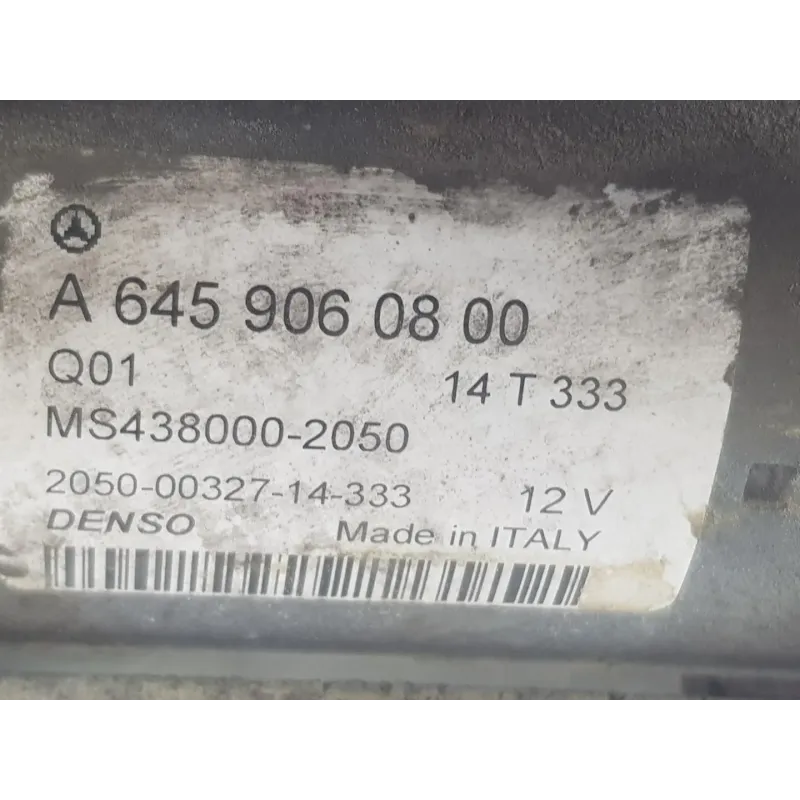 A 645 906 08 00
Q01
14 T 333
MS438000-2050
2050-00327-14-333
12 V
DENSO
Made in ITALY